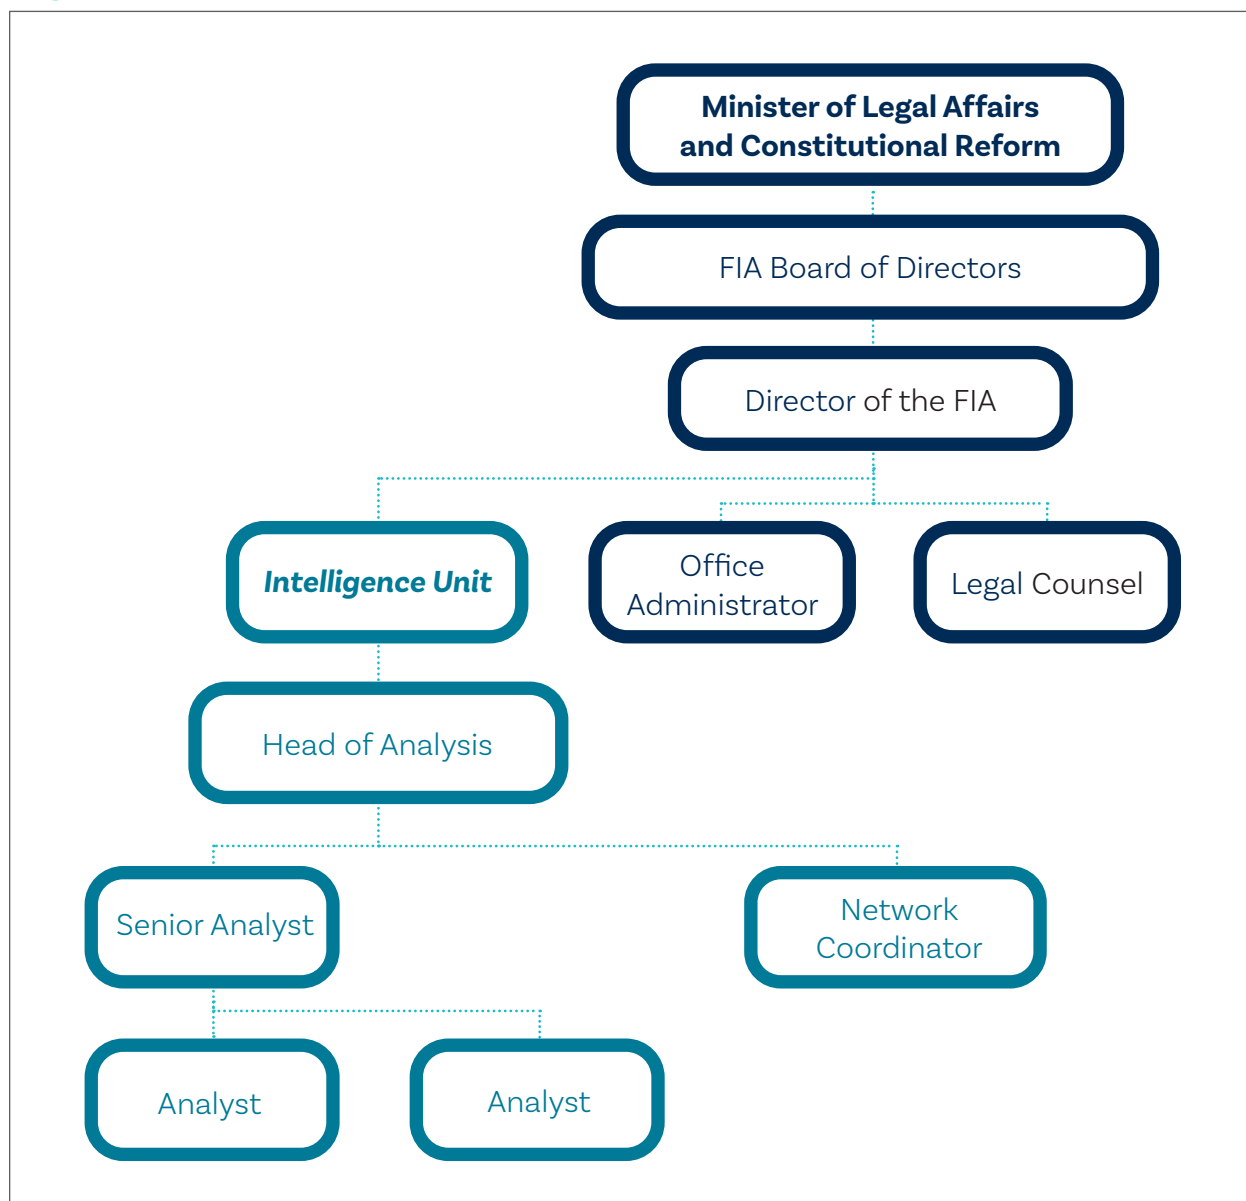 Minister of Legal Affairs
and Constitutional Reform
FIA Board of Directors
Director of the FIA
Intelligence Unit
Office
Administrator
Legal Counsel
Head of Analysis
Senior Analyst
Network
Coordinator
Analyst
Analyst